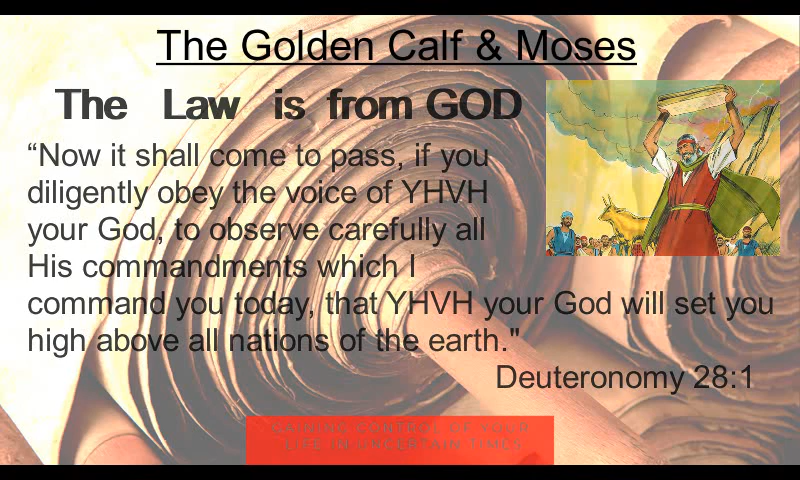 The Golden Calf & Moses
The Law is from GOD
“Now it shall come to pass, if you
diligently obey the voice of YHVH
your God, to observe carefully all
His commandments which I
command you today, that YHVH your God will set you
high above all nations of the earth."
Deuteronomy 28:1
GAINING CONTROL OF YOUR
LIFE IN UNCERTAIN TIMES